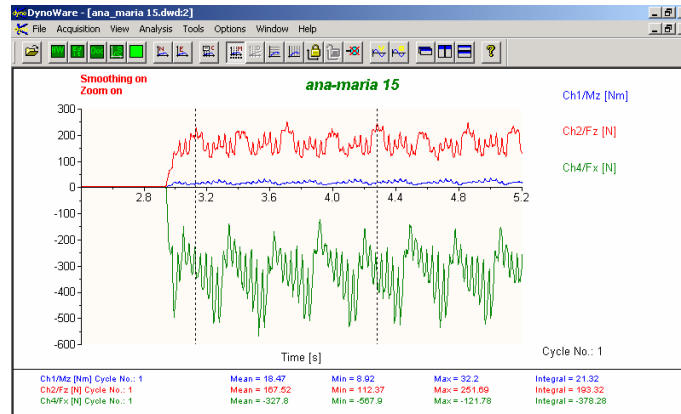 DynoWare - [ana_maria 15.dwd:2]
File Acquisition View Analysis Tools Options Window Help
Smoothing on
Zoom on
ana-maria 15
Ch1/Mz [Nm]
Ch2/Fz [N]
Ch4/Fx [N]
300
200
100
0
-100
-200
-300
-400
-500
-600
2.8 3.2 3.6 4.0 4.4 4.8 5.2
Time [s]
Cycle No.: 1
Ch1/Mz [Nm] Cycle No.: 1 Mean = 18.47 Min = 8.92 Max = 32.2 Integral = 21.32
Ch2/Fz [N] Cycle No.: 1 Mean = 167.52 Min = 112.37 Max = 251.69 Integral = 193.32
Ch4/Fx [N] Cycle No.: 1 Mean = -327.8 Min = -567.9 Max = -121.78 Integral = -378.28